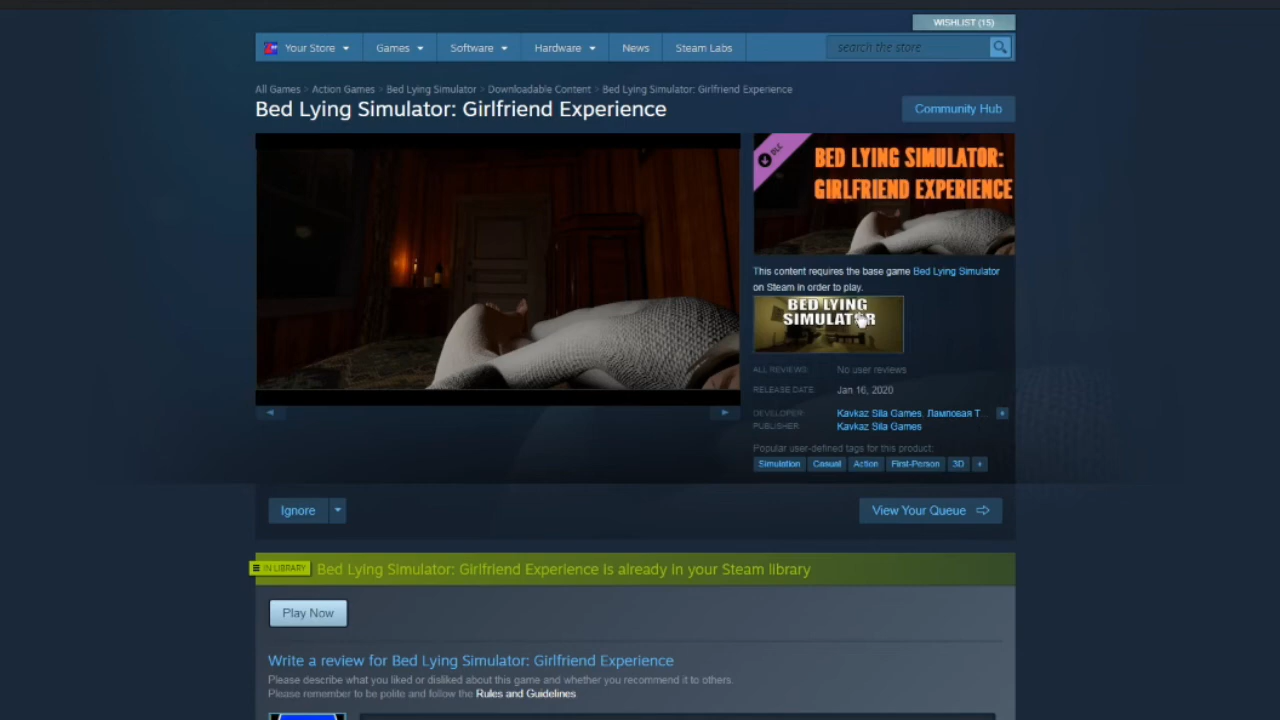 WISHLIST (15)
Your Store Games Software Hardware News Steam Labs search the store
All Games > Action Games > Bed Lying Simulator > Downloadable Content > Bed Lying Simulator: Girlfriend Experience
Bed Lying Simulator: Girlfriend Experience
Community Hub
DLC
BED LYING SIMULATOR:
GIRLFRIEND EXPERIENCE
This content requires the base game Bed Lying Simulator
on Steam in order to play.
BED LYING
SIMULATOR
ALL REVIEWS: No user reviews
RELEASE DATE: Jan 16, 2020
DEVELOPER: Kavkaz Sila Games, Ламповая Т... +
PUBLISHER: Kavkaz Sila Games
Popular user-defined tags for this product:
Simulation Casual Action First-Person 3D +
Ignore
View Your Queue
IN LIBRARY Bed Lying Simulator: Girlfriend Experience is already in your Steam library
Play Now
Write a review for Bed Lying Simulator: Girlfriend Experience
Please describe what you liked or disliked about this game and whether you recommend it to others.
Please remember to be polite and follow the Rules and Guidelines.